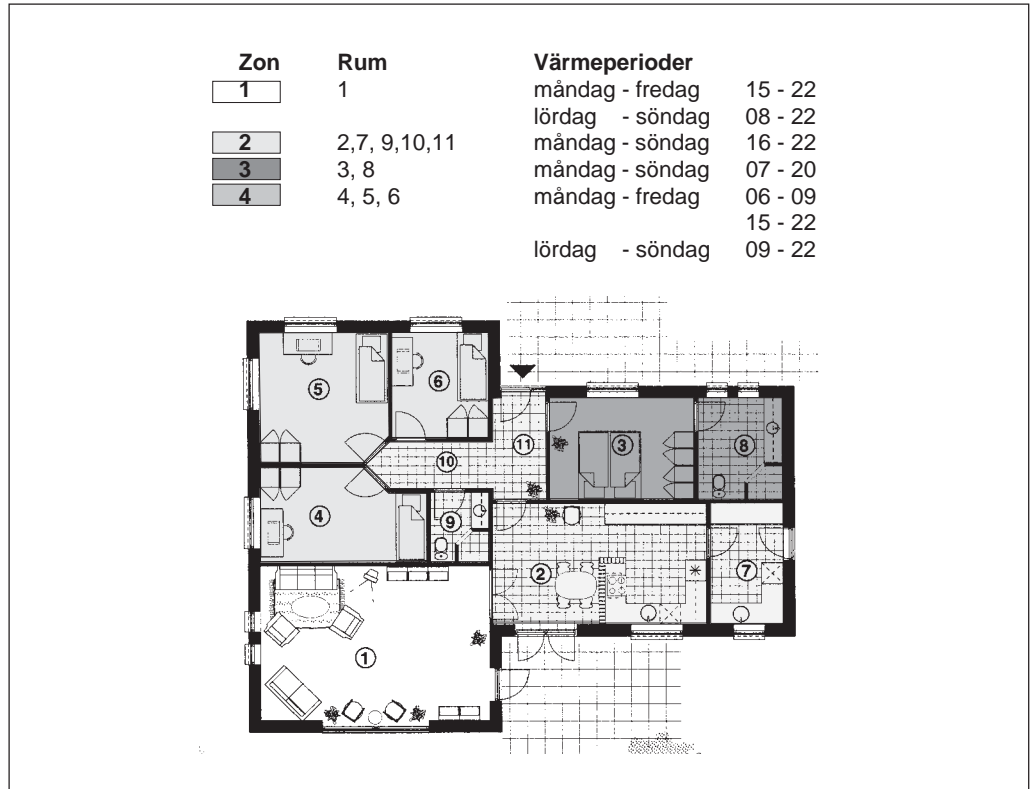 Zon Rum Värmeperioder
1 1 måndag - fredag 15 - 22
lördag - söndag 08 - 22
2 2,7, 9,10,11 måndag - söndag 16 - 22
3 3, 8 måndag - söndag 07 - 20
4 4, 5, 6 måndag - fredag 06 - 09
15 - 22
lördag - söndag 09 - 22
5
6
11
3
8
10
4
9
2
7
1